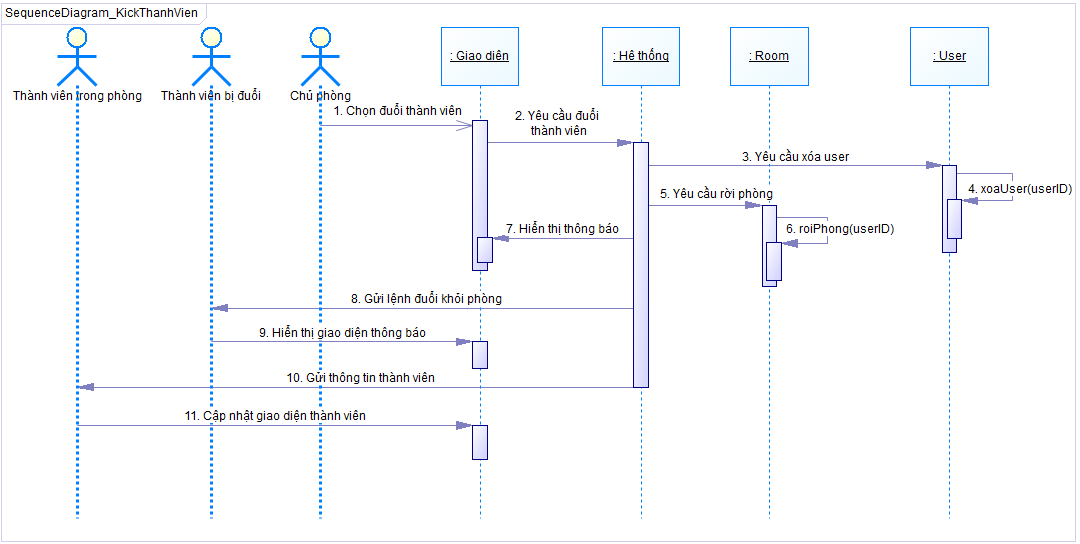 SequenceDiagram_KickThanhVien
Thành viên trong phòng
Thành viên bị đuổi
Chủ phòng
: Giao diện
: Hệ thống
: Room
: User
1. Chọn đuổi thành viên
2. Yêu cầu đuổi
thành viên
3. Yêu cầu xóa user
4. xoaUser(userID)
5. Yêu cầu rời phòng
6. roiPhong(userID)
7. Hiển thị thông báo
8. Gửi lệnh đuổi khỏi phòng
9. Hiển thị giao diện thông báo
10. Gửi thông tin thành viên
11. Cập nhật giao diện thành viên